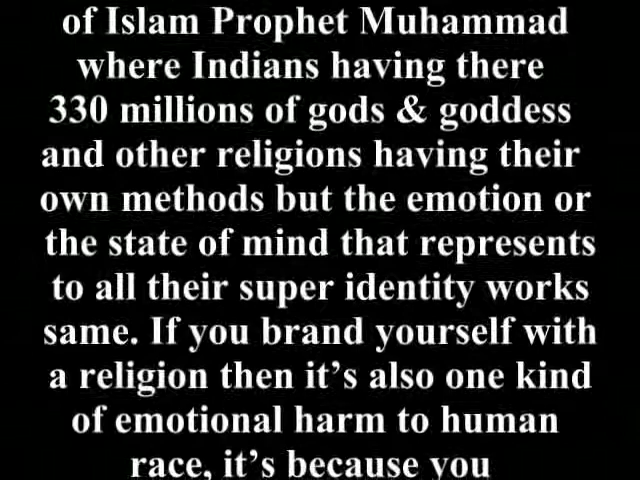 of Islam Prophet Muhammad
where Indians having there
330 millions of gods & goddess
and other religions having their
own methods but the emotion or
the state of mind that represents
to all their super identity works
same. If you brand yourself with
a religion then it’s also one kind
of emotional harm to human
race, it’s because you